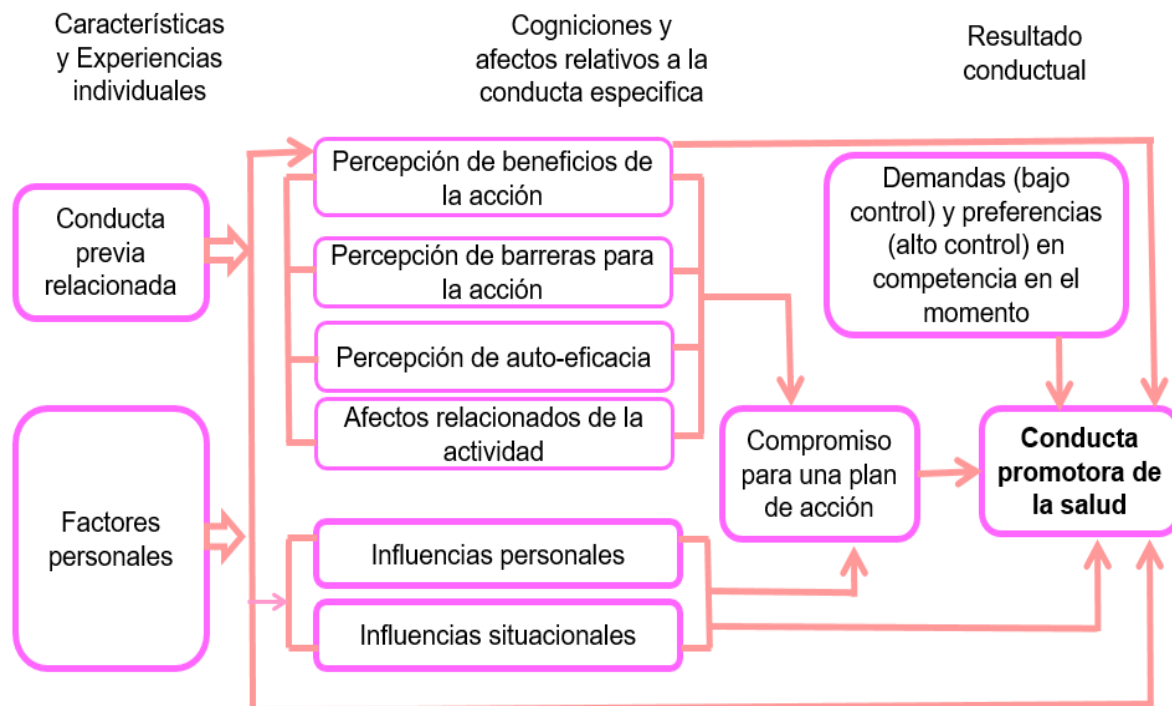 Características
y Experiencias
individuales
Cogniciones y
afectos relativos a la
conducta especifica
Resultado
conductual
Conducta
previa
relacionada
Factores
personales
Percepción de beneficios de
la acción
Percepción de barreras para
la acción
Percepción de auto-eficacia
Afectos relacionados de la
actividad
Influencias personales
Influencias situacionales
Compromiso
para una plan
de acción
Demandas (bajo
control) y preferencias
(alto control) en
competencia en el
momento
Conducta
promotora de
la salud